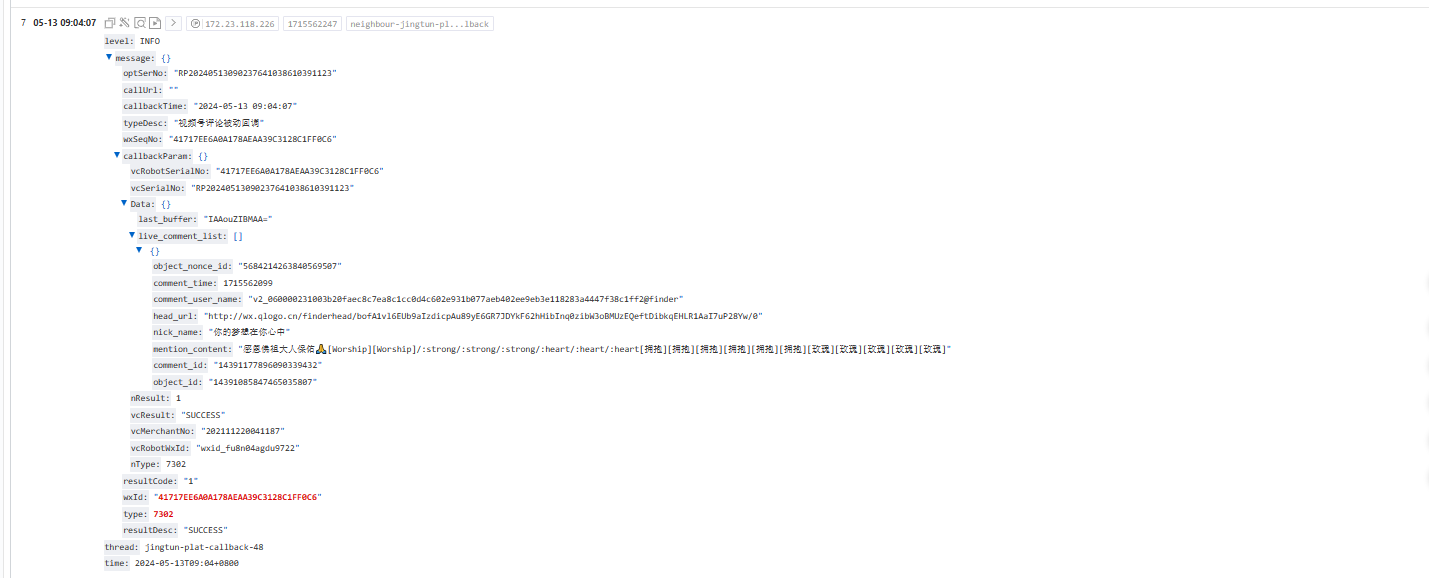 7 05-13 09:04:07 172.23.118.226 1715562247 neighbour-jingtun-pl...lback
level: INFO
message: {}
optSerNo: "RP20240513090237641038610391123"
callUrl: ""
callbackTime: "2024-05-13 09:04:07"
typeDesc: "视频号评论被动回调"
wxSeqNo: "41717EE6A0A178AEAA39C3128C1FF0C6"
callbackParam: {}
vcRobotSerialNo: "41717EE6A0A178AEAA39C3128C1FF0C6"
vcSerialNo: "RP20240513090237641038610391123"
Data: {}
last_buffer: "IAAouZIBMAA="
live_comment_list: []
{}
object_nonce_id: "5684214263840569507"
comment_time: 1715562099
comment_user_name: "v2_060000231003b20faec8c7ea8c1cc0d4c602e931b077aeb402ee9eb3e118283a4447f38c1ff2@finder"
head_url: "http://wx.qlogo.cn/finderhead/bofA1vl6EUb9aIzdicpAu89yE6GR7JDYkF62hHibInq0zibW3oBMUzEQeftDibkqEHLR1AaI7uP28Yw/0"
nick_name: "你的梦想在你心中"
mention_content: "感恩佛祖大人保佑🙏[Worship][Worship]/:strong/:strong/:strong/:heart/:heart/:heart[拥抱][拥抱][拥抱][拥抱][拥抱][拥抱][玫瑰][玫瑰][玫瑰][玫瑰][玫瑰]"
comment_id: "14391177896090339432"
object_id: "14391085847465035807"
nResult: 1
vcResult: "SUCCESS"
vcMerchantNo: "202111220041187"
vcRobotWxId: "wxid_fu8n04agdu9722"
nType: 7302
resultCode: "1"
wxId: "41717EE6A0A178AEAA39C3128C1FF0C6"
type: 7302
resultDesc: "SUCCESS"
thread: jingtun-plat-callback-48
time: 2024-05-13T09:04+0800